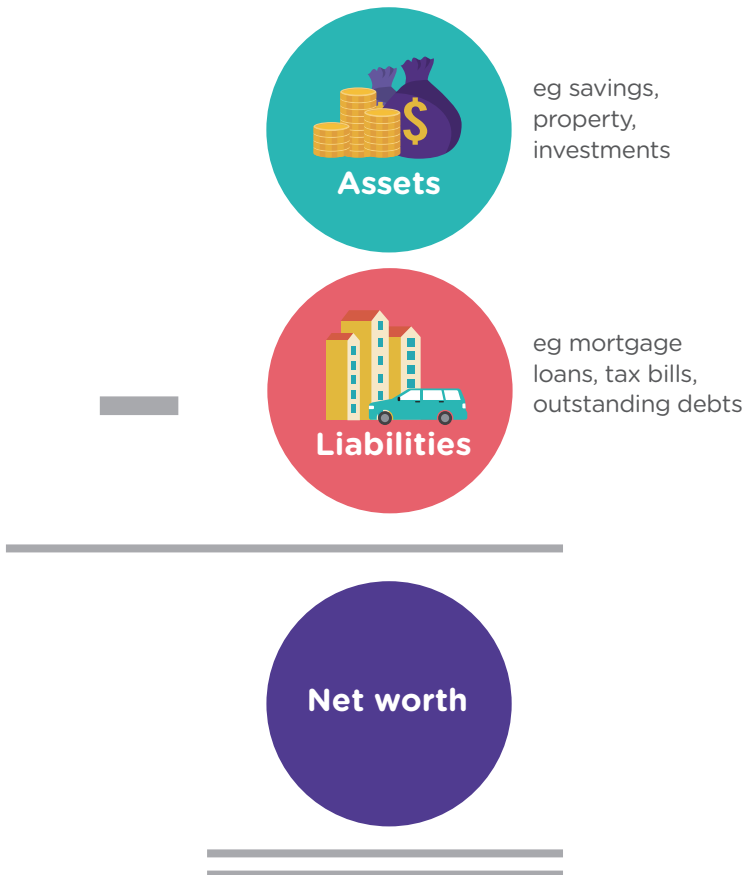 eg savings,
property,
investments
$
Assets
eg mortgage
loans, tax bills,
outstanding debts
Liabilities
Net worth